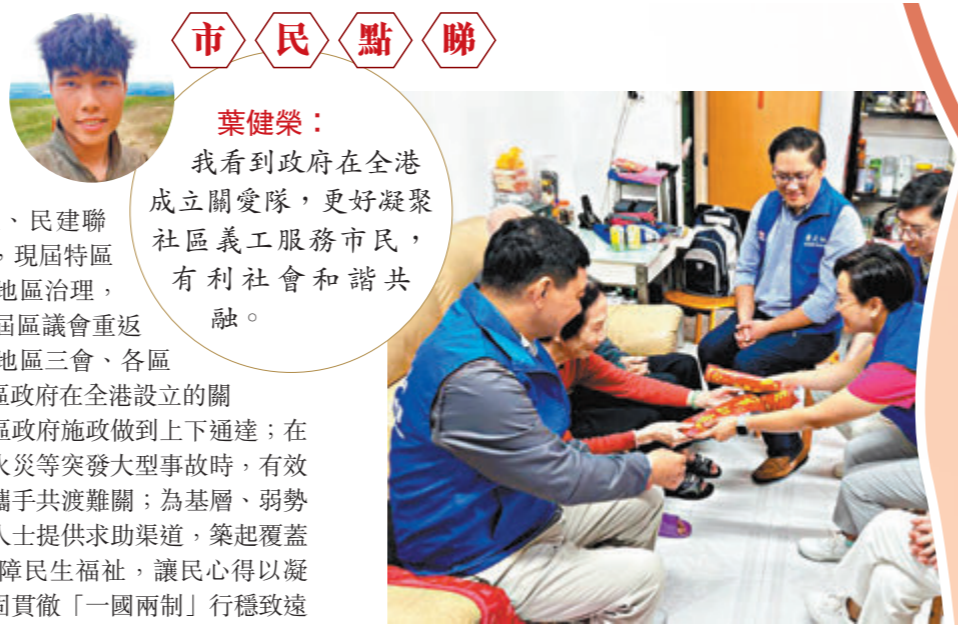 市民點睇
葉健榮：
我看到政府在全港
成立關愛隊，更好凝聚
社區義工服務市民，
有利社會和諧共
融。
、民建聯
，現屆特區
地區治理，
屆區議會重返
地區三會、各區
區政府在全港設立的關
區政府施政做到上下通達；在
火災等突發大型事故時，有效
攜手共渡難關；為基層、弱勢
人士提供求助渠道，築起覆蓋
障民生福祉，讓民心得以凝
固貫徹「一國兩制」行穩致遠